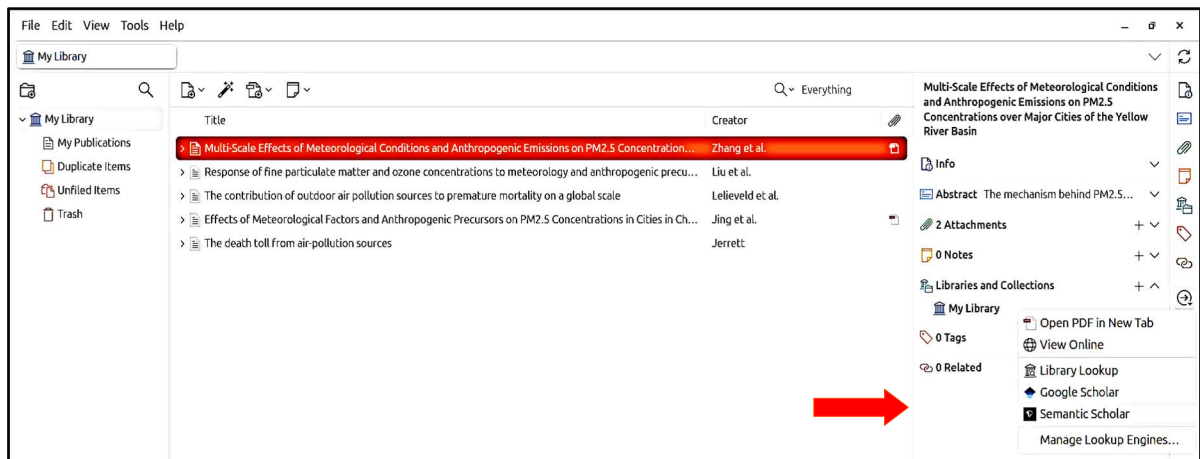 File Edit View Tools Help
My Library
Everything
My Library
My Publications
Duplicate Items
Unfiled Items
Trash
Title Creator
Multi-Scale Effects of Meteorological Conditions and Anthropogenic Emissions on PM2.5 Concentration... Zhang et al.
Response of fine particulate matter and ozone concentrations to meteorology and anthropogenic precu... Liu et al.
The contribution of outdoor air pollution sources to premature mortality on a global scale Lelieveld et al.
Effects of Meteorological Factors and Anthropogenic Precursors on PM2.5 Concentrations in Cities in Ch... Jing et al.
The death toll from air-pollution sources Jerrett
Multi-Scale Effects of Meteorological Conditions
and Anthropogenic Emissions on PM2.5
Concentrations over Major Cities of the Yellow
River Basin
Info
Abstract The mechanism behind PM2.5...
2 Attachments
0 Notes
Libraries and Collections
My Library
0 Tags
0 Related
Open PDF in New Tab
View Online
Library Lookup
Google Scholar
Semantic Scholar
Manage Lookup Engines...